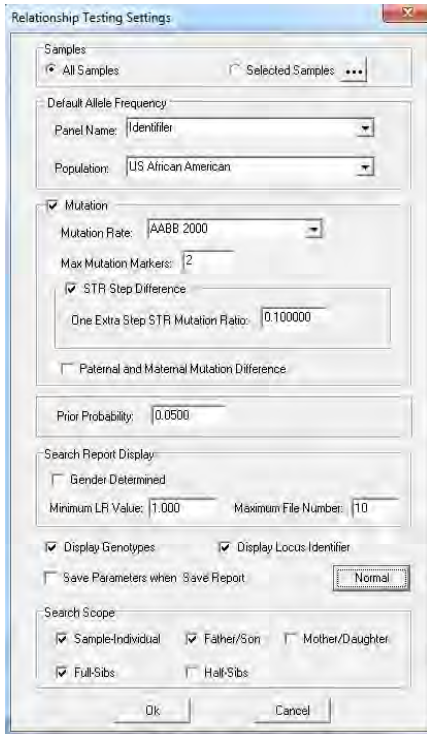 Relationship Testing Settings
Samples
All Samples Selected Samples ...
Default Allele Frequency
Panel Name: Identifiler
Population: US African American
Mutation
Mutation Rate: AABB 2000
Max Mutation Markers: 2
STR Step Difference
One Extra Step STR Mutation Ratio: 0.100000
Paternal and Maternal Mutation Difference
Prior Probability: 0.0500
Search Report Display
Gender Determined
Minimum LR Value: 1.000 Maximum File Number: 10
Display Genotypes Display Locus Identifier
Save Parameters when Save Report Normal
Search Scope
Sample-Individual Father/Son Mother/Daughter
Full-Sibs Half-Sibs
Ok Cancel